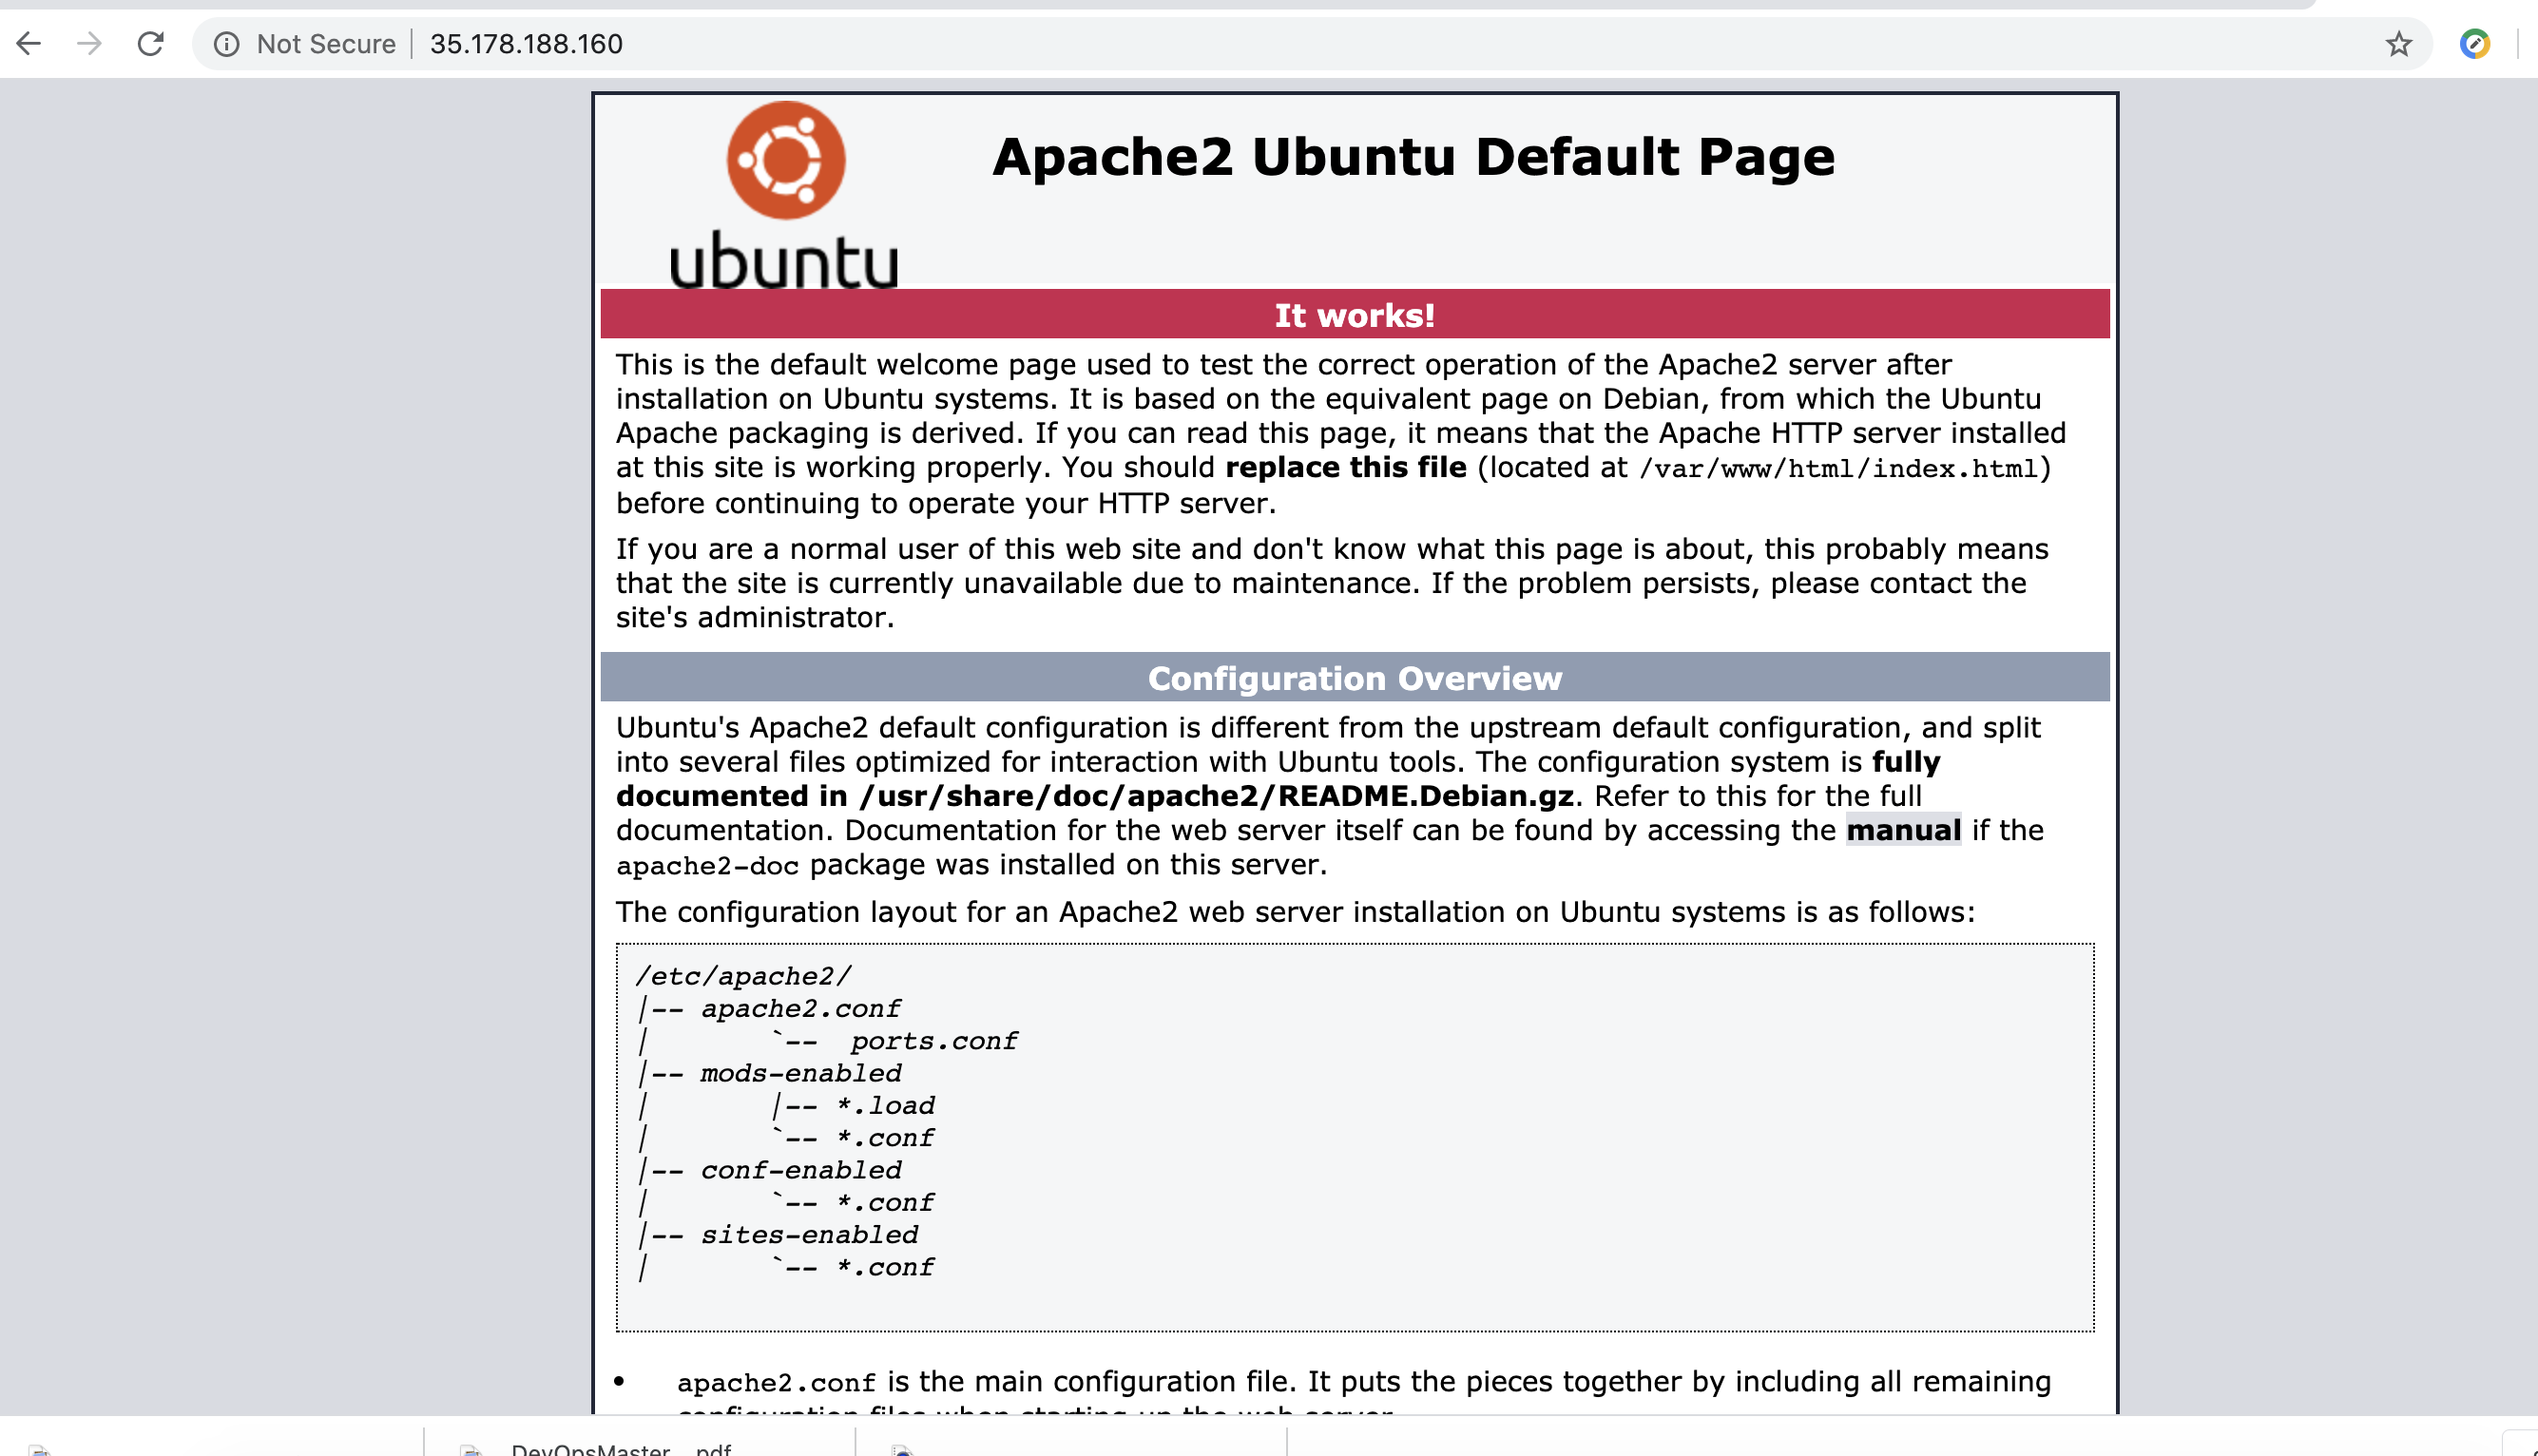 Not Secure | 35.178.188.160
ubuntu
Apache2 Ubuntu Default Page
It works!
This is the default welcome page used to test the correct operation of the Apache2 server after
installation on Ubuntu systems. It is based on the equivalent page on Debian, from which the Ubuntu
Apache packaging is derived. If you can read this page, it means that the Apache HTTP server installed
at this site is working properly. You should replace this file (located at /var/www/html/index.html)
before continuing to operate your HTTP server.
If you are a normal user of this web site and don't know what this page is about, this probably means
that the site is currently unavailable due to maintenance. If the problem persists, please contact the
site's administrator.
Configuration Overview
Ubuntu's Apache2 default configuration is different from the upstream default configuration, and split
into several files optimized for interaction with Ubuntu tools. The configuration system is fully
documented in /usr/share/doc/apache2/README.Debian.gz. Refer to this for the full
documentation. Documentation for the web server itself can be found by accessing the manual if the
apache2-doc package was installed on this server.
The configuration layout for an Apache2 web server installation on Ubuntu systems is as follows:
/etc/apache2/
|-- apache2.conf
|       `--  ports.conf
|-- mods-enabled
|       |-- *.load
|       `-- *.conf
|-- conf-enabled
|       `-- *.conf
|-- sites-enabled
|       `-- *.conf
• apache2.conf is the main configuration file. It puts the pieces together by including all remaining
configuration files when starting up the web server.
DevOpsMaster....pdf